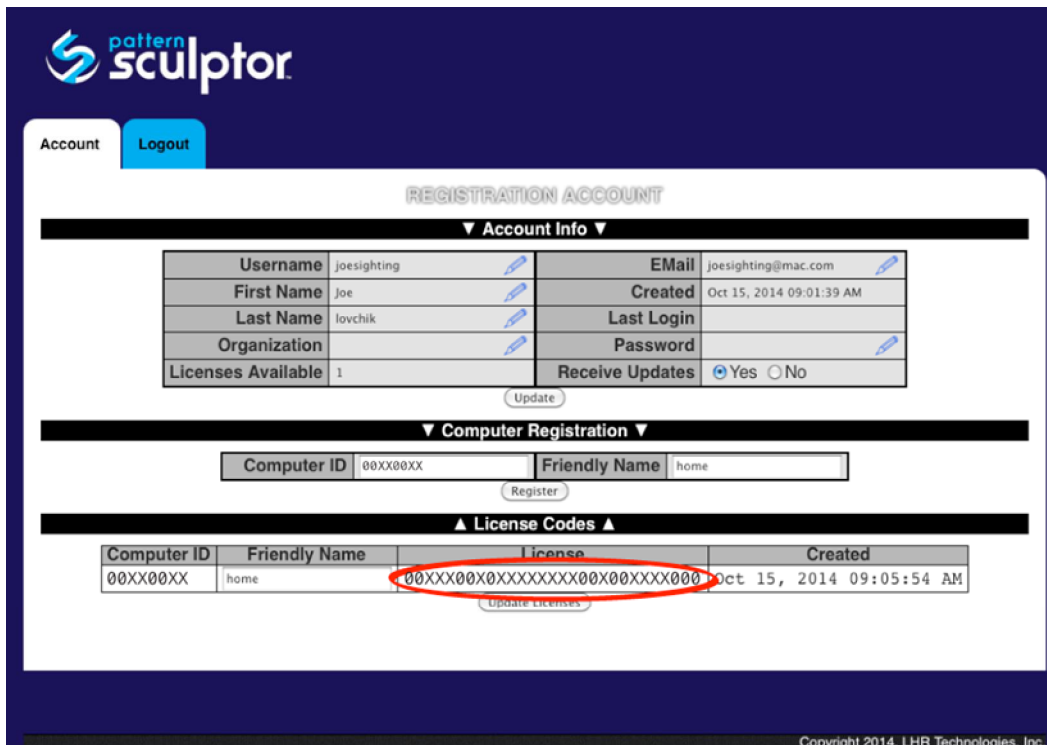 pattern
sculptor™
Account Logout
REGISTRATION ACCOUNT
▼ Account Info ▼
Username joesighting EMail joesighting@mac.com
First Name Joe Created Oct 15, 2014 09:01:39 AM
Last Name lovchik Last Login
Organization Password
Licenses Available 1 Receive Updates Yes No
Update
▼ Computer Registration ▼
Computer ID 00XX00XX Friendly Name home
Register
▲ License Codes ▲
Computer ID Friendly Name License Created
00XX00XX home 00XXX00X0XXXXXXXX00X00XXXX000 Oct 15, 2014 09:05:54 AM
Update Licenses
Copyright 2014, LHR Technologies, Inc